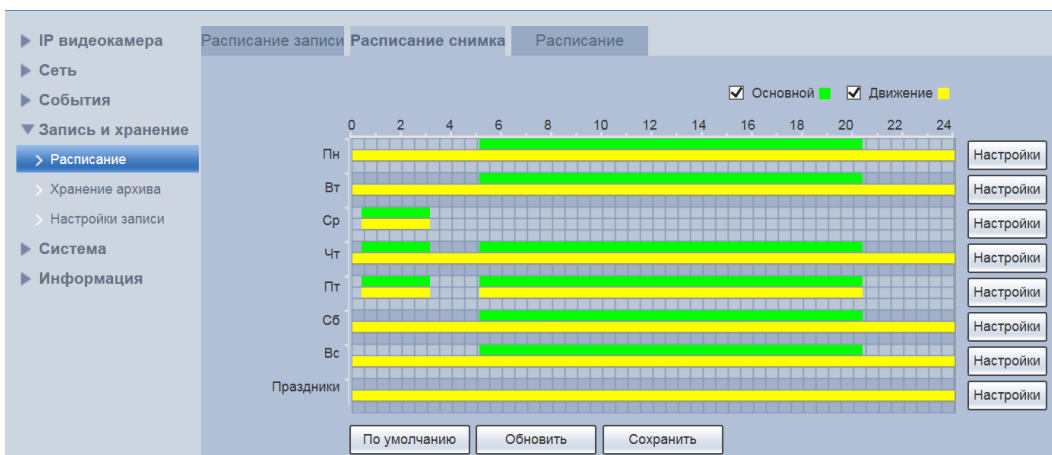 IP видеокамера
Сеть
События
Запись и хранение
Расписание
Хранение архива
Настройки записи
Система
Информация
Расписание записи Расписание снимка Расписание
Основной Движение
0 2 4 6 8 10 12 14 16 18 20 22 24
Пн Настройки
Вт Настройки
Ср Настройки
Чт Настройки
Пт Настройки
Сб Настройки
Вс Настройки
Праздники Настройки
По умолчанию Обновить Сохранить